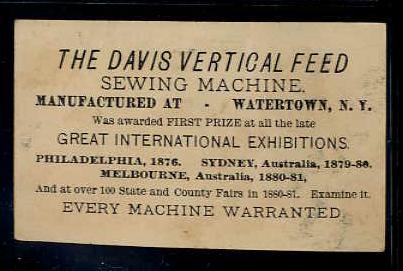 THE DAVIS VERTICAL FEED
SEWING MACHINE.
MANUFACTURED AT - WATERTOWN, N. Y.
Was awarded FIRST PRIZE at all the late
GREAT INTERNATIONAL EXHIBITIONS.
PHILADELPHIA, 1876. SYDNEY, Australia, 1879-80.
MELBOURNE, Australia, 1880-81,
And at over 100 State and County Fairs in 1880-81. Examine it.
EVERY MACHINE WARRANTED.